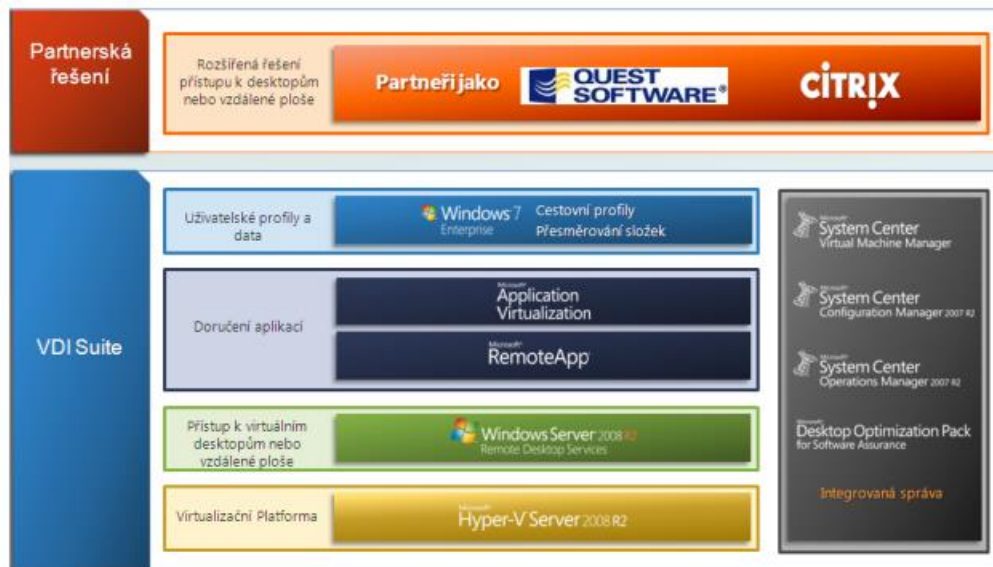 Partnerská
řešení
Rozšířená řešení
přístupu k desktopům
nebo vzdálené ploše
Partneři jako
QUEST
SOFTWARE®
CİTRIX
VDI Suite
Uživatelské profily a
data
Windows 7
Enterprise
Cestovní profily
Přesměrování složek
Doručení aplikací
Microsoft®
Application
Virtualization
Microsoft®
RemoteApp
Přístup k virtuálním
desktopům nebo
vzdálené ploše
Windows Server 2008 R2
Remote Desktop Services
Virtualizační Platforma
Microsoft®
Hyper-V Server 2008 R2
Microsoft®
System Center
Virtual Machine Manager
Microsoft®
System Center
Configuration Manager 2007 R2
Microsoft®
System Center
Operations Manager 2007 R2
Microsoft®
Desktop Optimization Pack
for Software Assurance
Integrovaná správa